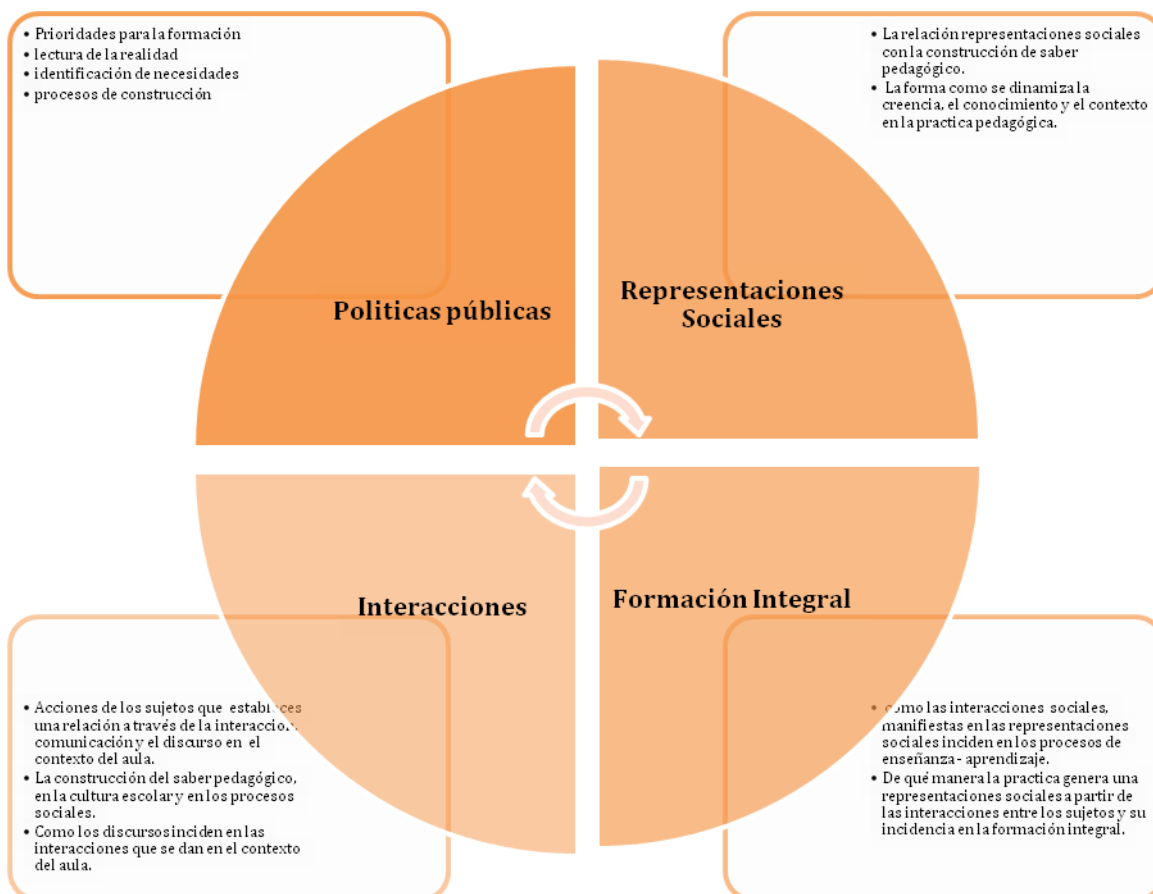 • Prioridades para la formación
• lectura de la realidad
• identificación de necesidades
• procesos de construcción
• La relación representaciones sociales
con la construcción de saber
pedagógico.
• La forma como se dinamiza la
creencia, el conocimiento y el contexto
en la practica pedagógica.
Politicas públicas
Representaciones
Sociales
Interacciones
Formación Integral
• Acciones de los sujetos que
una relación a través de la
comunicación y el discurso en el
contexto del aula.
• La construcción del saber pedagógico,
en la cultura escolar y en los procesos
sociales.
• Como los discursos inciden en las
interacciones que se dan en el contexto
del aula.
• como las interacciones sociales,
manifiestas en las representaciones
sociales inciden en los procesos de
enseñanza- aprendizaje.
• De qué manera la practica genera una
representaciones sociales a partir de
las interacciones entre los sujetos y su
incidencia en la formación integral.